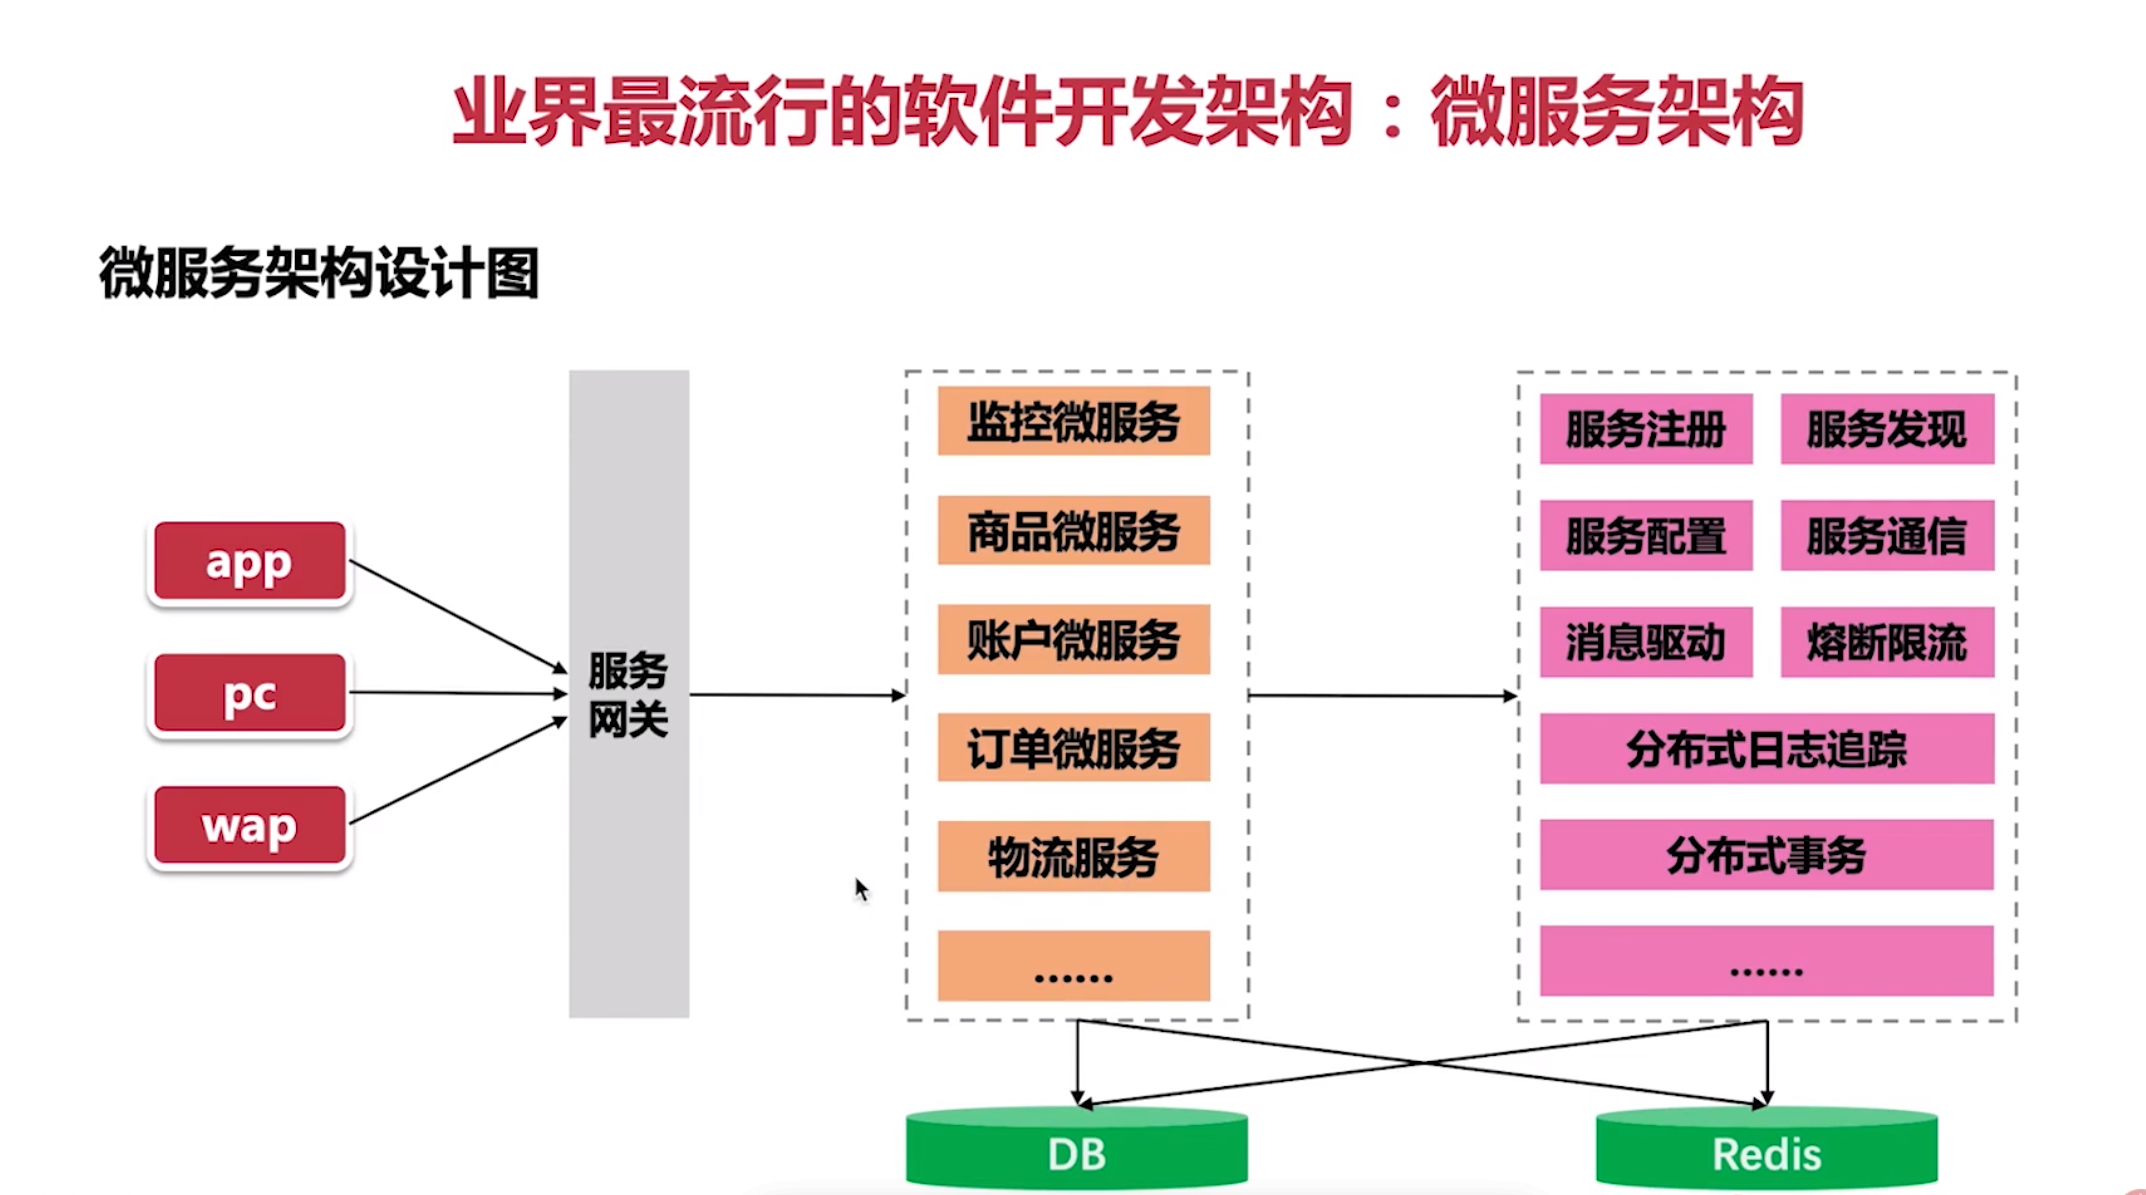 业界最流行的软件开发架构：微服务架构
微服务架构设计图
app
pc
wap
服务
网关
监控微服务
商品微服务
账户微服务
订单微服务
物流服务
......
服务注册
服务发现
服务配置
服务通信
消息驱动
熔断限流
分布式日志追踪
分布式事务
......
DB
Redis